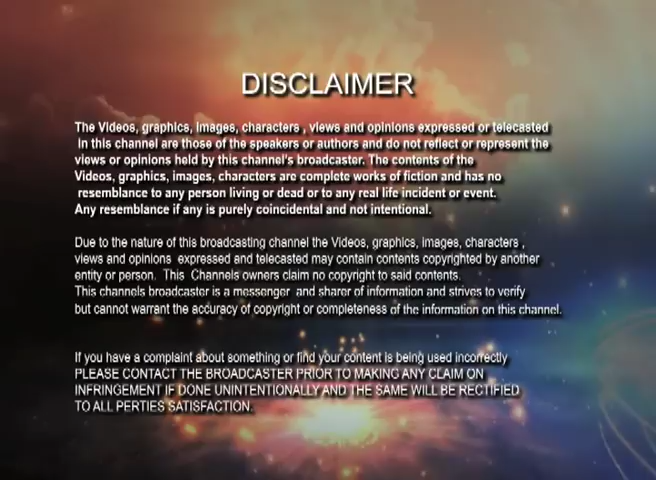 DISCLAIMER
The Videos, graphics, images, characters , views and opinions expressed or telecasted
in this channel are those of the speakers or authors and do not reflect or represent the
views or opinions held by this channel's broadcaster. The contents of the
Videos, graphics, images, characters are complete works of fiction and has no
resemblance to any person living or dead or to any real life incident or event.
Any resemblance if any is purely coincidental and not intentional.
Due to the nature of this broadcasting channel the Videos, graphics, images, characters ,
views and opinions expressed and telecasted may contain contents copyrighted by another
entity or person. This Channels owners claim no copyright to said contents.
This channels broadcaster is a messenger and sharer of information and strives to verify
but cannot warrant the accuracy of copyright or completeness of the information on this channel.
If you have a complaint about something or find your content is being used incorrectly
PLEASE CONTACT THE BROADCASTER PRIOR TO MAKING ANY CLAIM ON
INFRINGEMENT IF DONE UNINTENTIONALLY AND THE SAME WILL BE RECTIFIED
TO ALL PERTIES SATISFACTION.